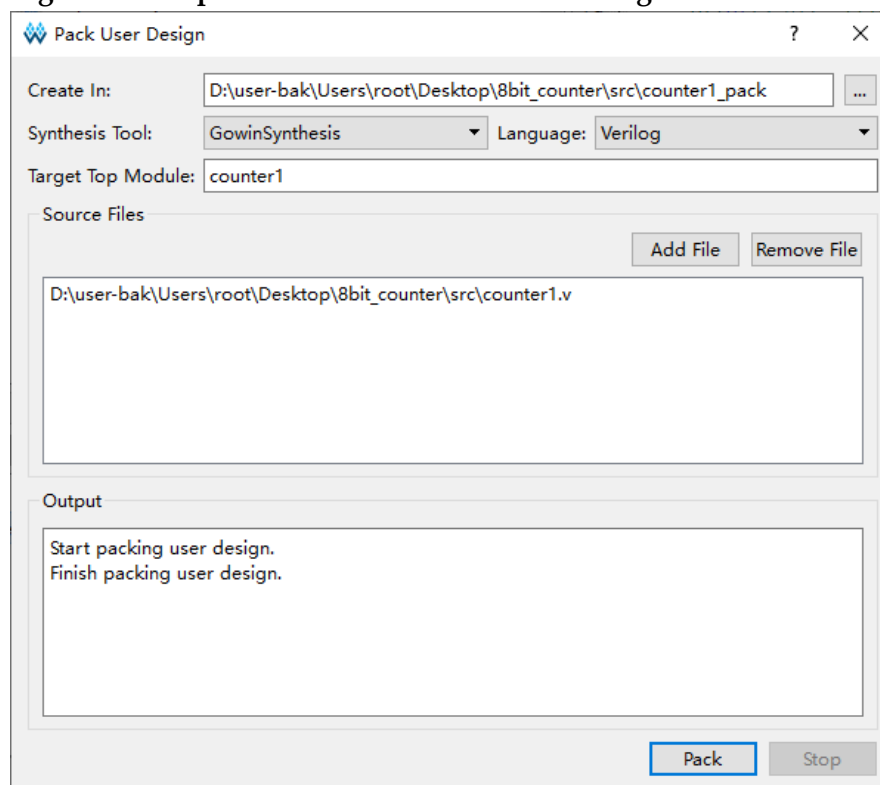 Pack User Design ?
Create In: D:\user-bak\Users\root\Desktop\8bit_counter\src\counter1_pack ...
Synthesis Tool: GowinSynthesis Language: Verilog
Target Top Module: counter1
Source Files
Add File Remove File
D:\user-bak\Users\root\Desktop\8bit_counter\src\counter1.v
Output
Start packing user design.
Finish packing user design.
Pack Stop